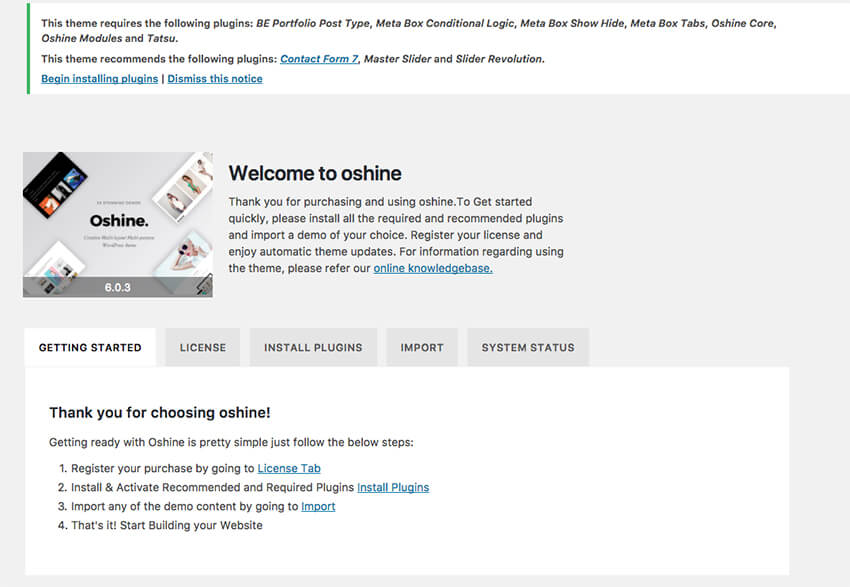 This theme requires the following plugins: BE Portfolio Post Type, Meta Box Conditional Logic, Meta Box Show Hide, Meta Box Tabs, Oshine Core,
Oshine Modules and Tatsu.
This theme recommends the following plugins: Contact Form 7, Master Slider and Slider Revolution.
Begin installing plugins | Dismiss this notice
Oshine.
Creative Multi-layout Multi-purpose
WordPress theme
6.0.3
Welcome to oshine
Thank you for purchasing and using oshine.To Get started
quickly, please install all the required and recommended plugins
and import a demo of your choice. Register your license and
enjoy automatic theme updates. For information regarding using
the theme, please refer our online knowledgebase.
GETTING STARTED LICENSE INSTALL PLUGINS IMPORT SYSTEM STATUS
Thank you for choosing oshine!
Getting ready with Oshine is pretty simple just follow the below steps:
1. Register your purchase by going to License Tab
2. Install & Activate Recommended and Required Plugins Install Plugins
3. Import any of the demo content by going to Import
4. That's it! Start Building your Website